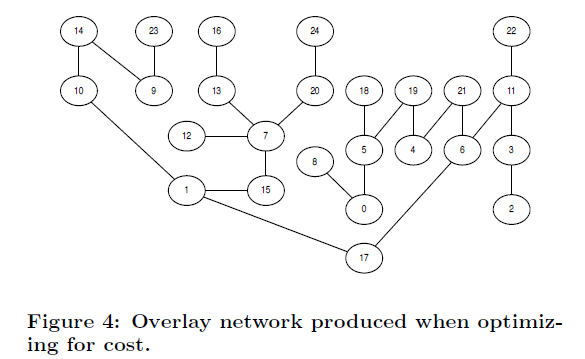 14 23 16 24 22
10 9 13 20 18 19 21 11
12 7 8 5 4 6 3
1 15 0 2
17
Figure 4: Overlay network produced when optimiz-
ing for cost.